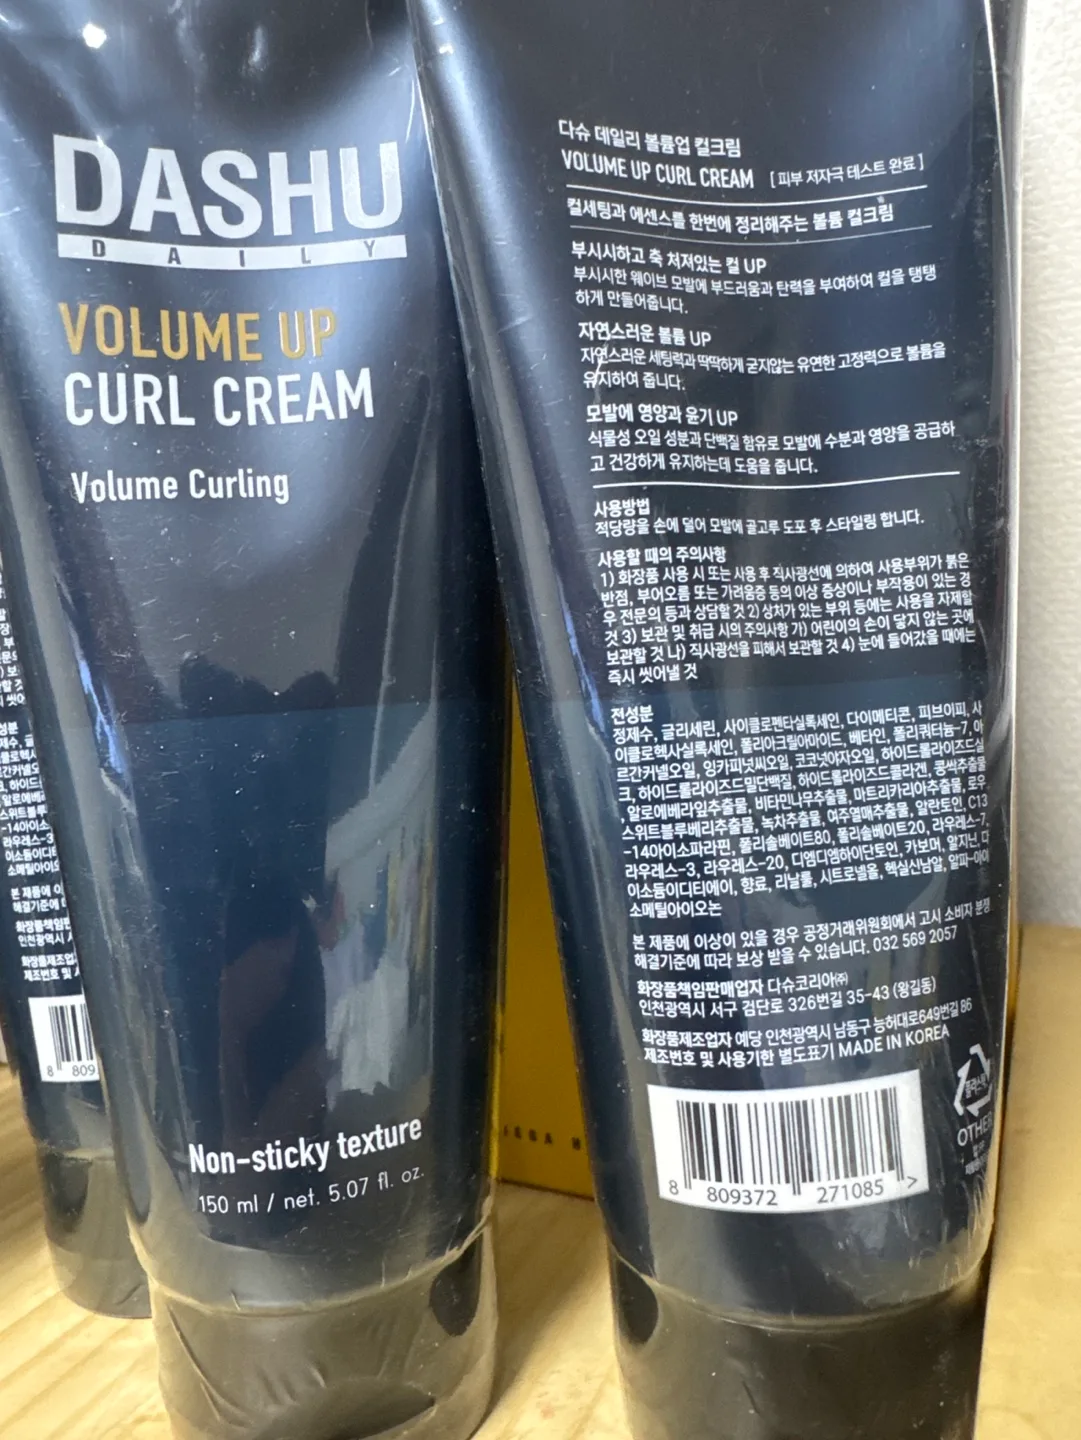 DASHU
DAILY
VOLUME UP
CURL CREAM
Volume Curling
Non-sticky texture
150 ml / net. 5.07 fl. oz.
다슈 데일리 볼륨업 컬크림
VOLUME UP CURL CREAM [ 피부 저자극 테스트 완료 ]
컬세팅과 에센스를 한번에 정리해주는 볼륨 컬크림
부시시하고 축 처져있는 컬 UP
부시시한 웨이브 모발에 부드러움과 탄력을 부여하여 컬을 탱탱
하게 만들어줍니다.
자연스러운 볼륨 UP
자연스러운 세팅력과 딱딱하게 굳지않는 유연한 고정력으로 볼륨을
유지하여 줍니다.
모발에 영양과 윤기 UP
식물성 오일 성분과 단백질 함유로 모발에 수분과 영양을 공급하
고 건강하게 유지하는데 도움을 줍니다.
사용방법
적당량을 손에 덜어 모발에 골고루 도포 후 스타일링 합니다.
사용할 때의 주의사항
1) 화장품 사용 시 또는 사용 후 직사광선에 의하여 사용부위가 붉은
반점, 부어오름 또는 가려움증 등의 이상 증상이나 부작용이 있는 경
우 전문의 등과 상담할 것 2) 상처가 있는 부위 등에는 사용을 자제할
것 3) 보관 및 취급 시의 주의사항 가) 어린이의 손이 닿지 않는 곳에
보관할 것 나) 직사광선을 피해서 보관할 것 4) 눈에 들어갔을 때에는
즉시 씻어낼 것
전성분
정제수, 글리세린, 사이클로펜타실록세인, 다이메티콘, 피브이피, 사
이클로헥사실록세인, 폴리아크릴아마이드, 베타인, 폴리쿼터늄-7, 아
르간커넬오일, 잉카피넛씨오일, 코코넛야자오일, 하이드롤라이즈드실
크, 하이드롤라이즈드밀단백질, 하이드롤라이즈드콜라겐, 콩싹추출물
, 알로에베라잎추출물, 비타민나무추출물, 마트리카리아추출물, 로우
스위트블루베리추출물, 녹차추출물, 여주열매추출물, 알란토인, C13
-14아이소파라핀, 폴리솔베이트80, 폴리솔베이트20, 라우레스-7,
라우레스-3, 라우레스-20, 디엠디엠하이단토인, 카보머, 알지닌, 다
이소듐이디티에이, 향료, 리날룰, 시트로넬올, 헥실신남알, 알파-아이
소메틸아이오논
본 제품에 이상이 있을 경우 공정거래위원회에서 고시 소비자 분쟁
해결기준에 따라 보상 받을 수 있습니다. 032 569 2057
화장품책임판매업자 다슈코리아㈜
인천광역시 서구 검단로 326번길 35-43 (왕길동)
화장품제조업자 예당 인천광역시 남동구 능허대로649번길 86
제조번호 및 사용기한 별도표기 MADE IN KOREA
플라스틱
OTHER
8 809372 271085 >
8 809